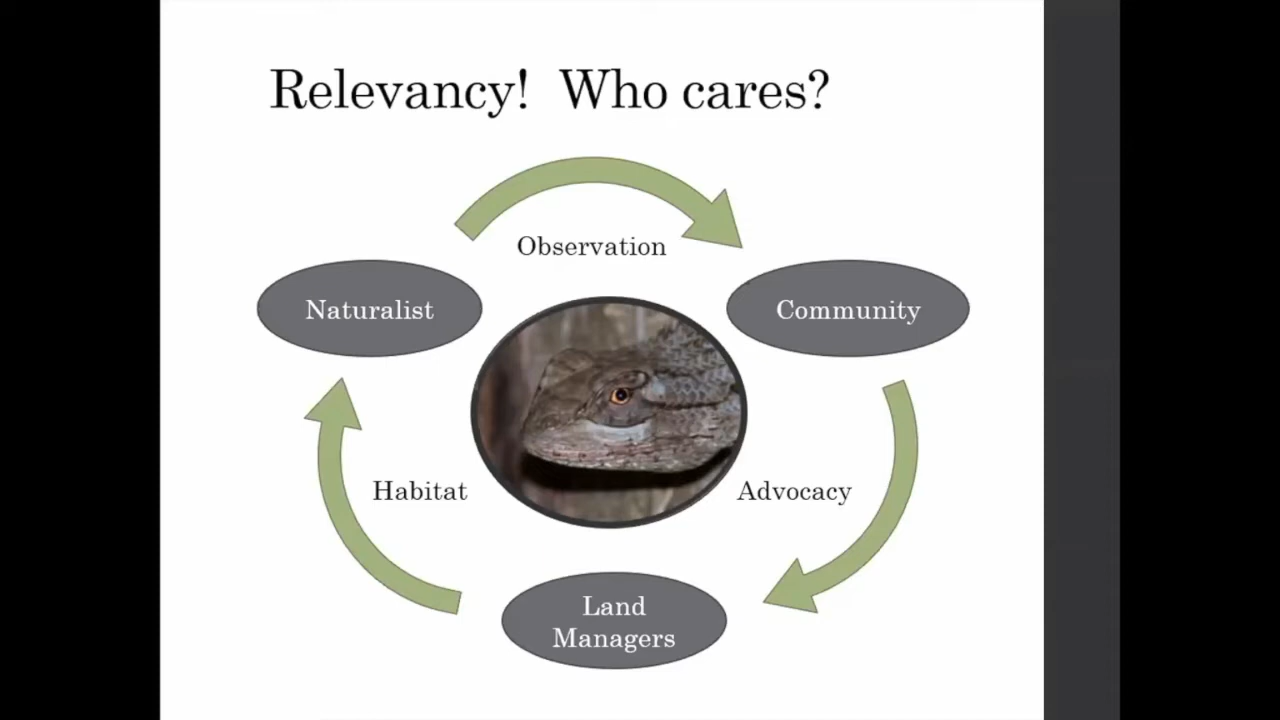 Relevancy!  Who cares?
Observation
Naturalist
Community
Habitat
Advocacy
Land
Managers